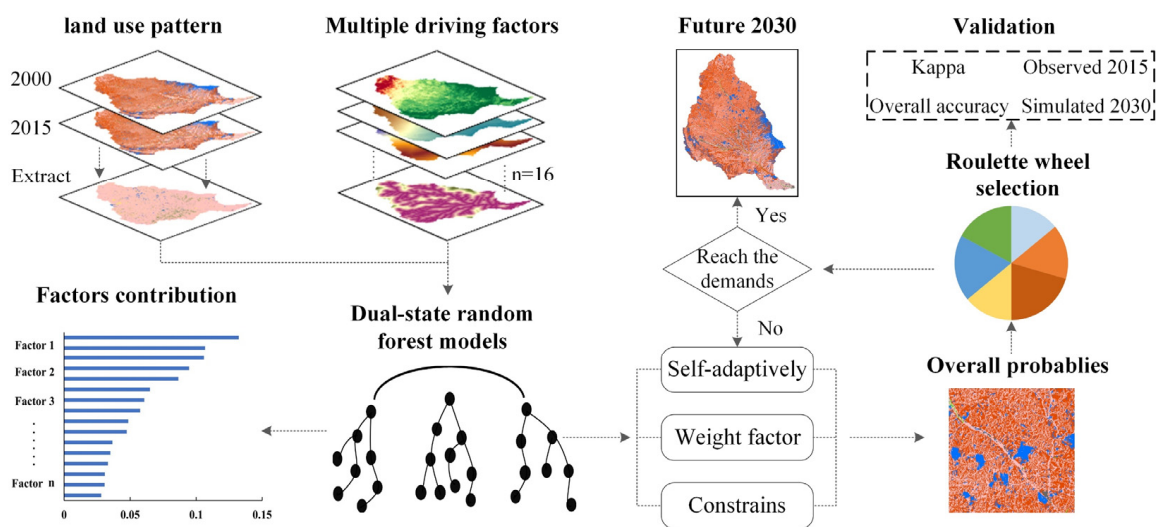 land use pattern
2000
2015
Extract
Multiple driving factors
n=16
Future 2030
Yes
Reach the
demands
No
Validation
Kappa
Observed 2015
Overall accuracy
Simulated 2030
Roulette wheel
selection
Factors contribution
Factor 1
Factor 2
Factor 3
Factor n
0
0.05
0.1
0.15
Dual-state random
forest models
Self-adaptively
Weight factor
Constrains
Overall probablies